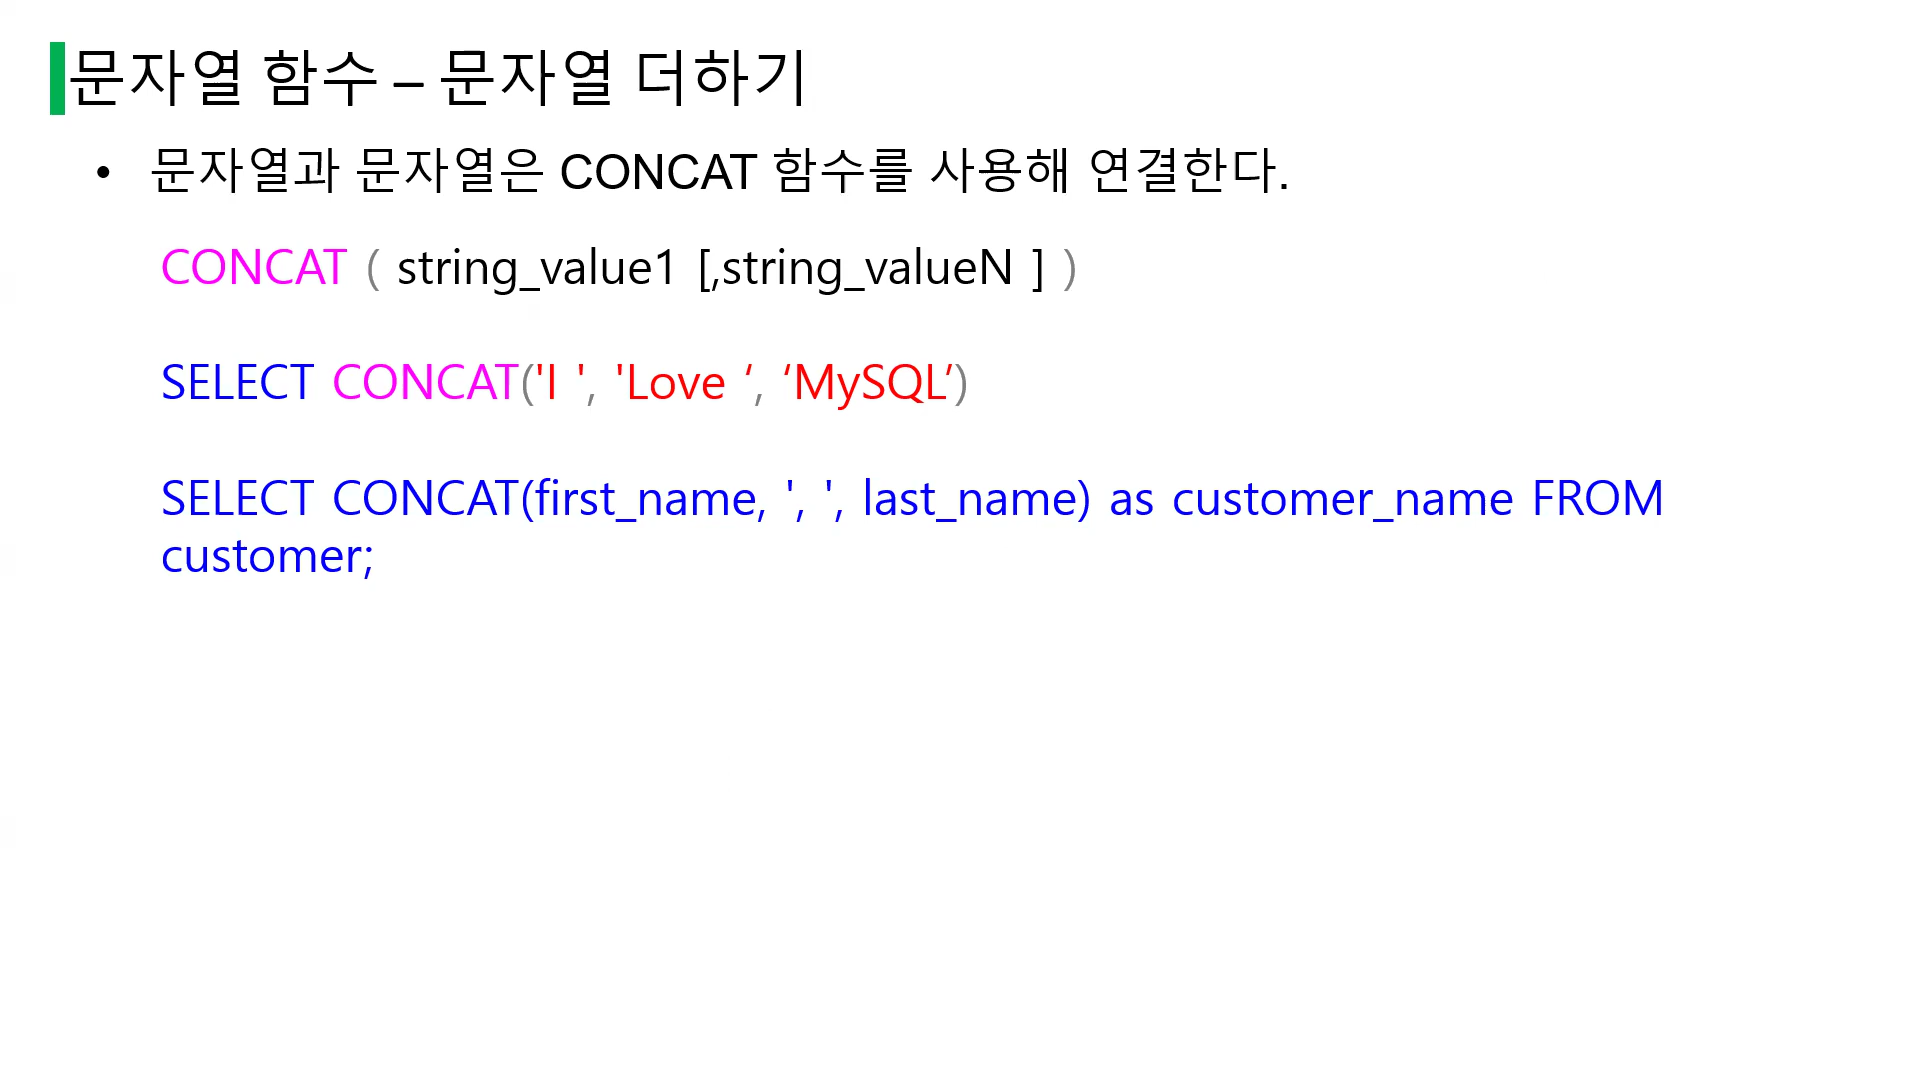 문자열 함수 – 문자열 더하기
• 문자열과 문자열은 CONCAT 함수를 사용해 연결한다.
CONCAT ( string_value1 [,string_valueN ] )
SELECT CONCAT('I ', 'Love ‘, ‘MySQL’)
SELECT CONCAT(first_name, ', ', last_name) as customer_name FROM
customer;